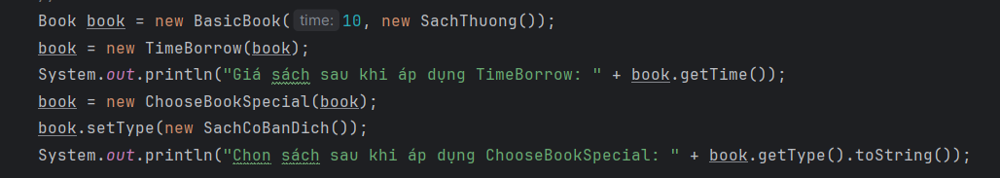 Book book = new BasicBook( time: 10, new SachThuong());
book = new TimeBorrow(book);
System.out.println("Giá sách sau khi áp dụng TimeBorrow: " + book.getTime());
book = new ChooseBookSpecial(book);
book.setType(new SachCoBanDich());
System.out.println("Chọn sách sau khi áp dụng ChooseBookSpecial: " + book.getType().toString());